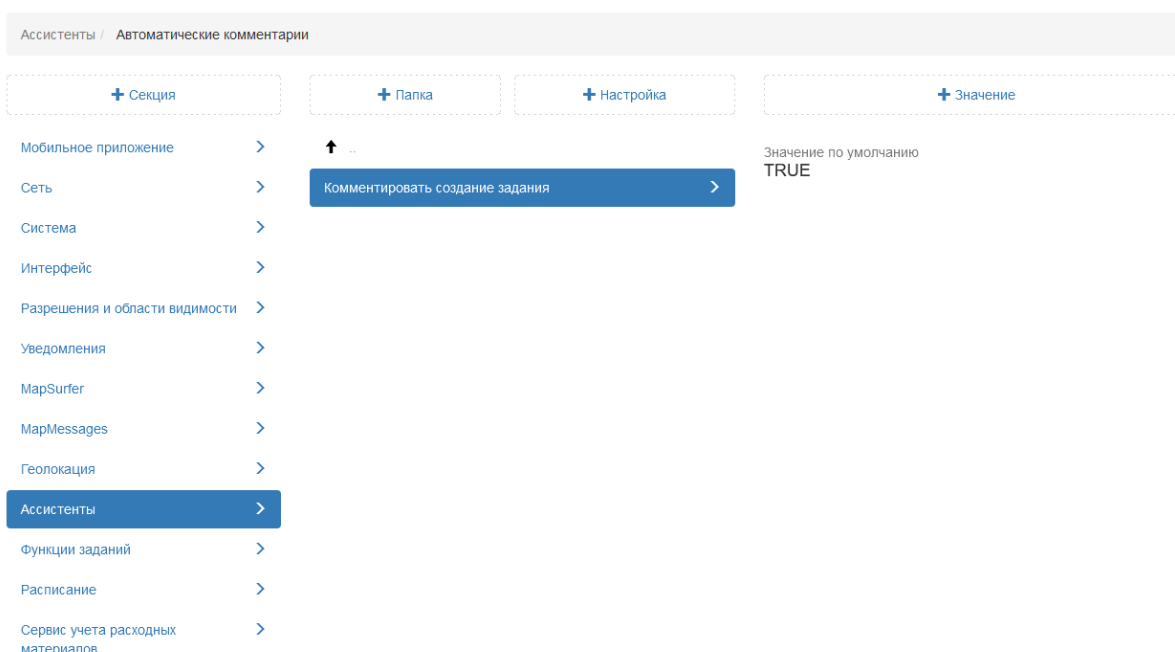 Ассистенты / Автоматические комментарии
+ Секция
+ Папка
+ Настройка
+ Значение
Мобильное приложение
Сеть
Система
Интерфейс
Разрешения и области видимости
Уведомления
MapSurfer
MapMessages
Геолокация
Ассистенты
Функции заданий
Расписание
Сервис учета расходных
материалов
..
Комментировать создание задания
Значение по умолчанию
TRUE